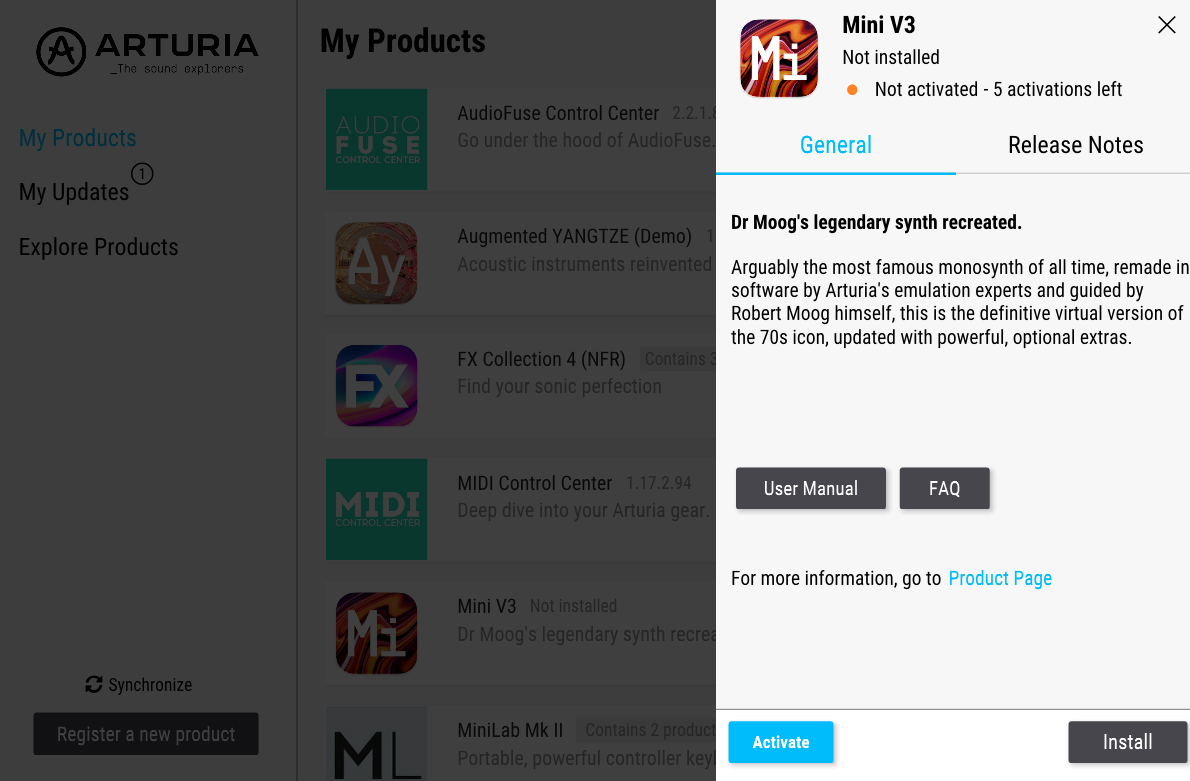 ARTURIA
_The sound explorers
My Products
My Updates
1
Explore Products
Synchronize
Register a new product
My Products
AUDIO
FUSE
CONTROL CENTER
AudioFuse Control Center 2.2.1.8
Go under the hood of AudioFuse.
Ay
Augmented YANGTZE (Demo) 1
Acoustic instruments reinvented
FX
FX Collection 4 (NFR) Contains 3
Find your sonic perfection
MIDI
CONTROL CENTER
MIDI Control Center 1.17.2.94
Deep dive into your Arturia gear.
Mi
Mini V3 Not installed
Dr Moog's legendary synth recrea
ML
MiniLab Mk II Contains 2 product
Portable, powerful controller key
Mi
Mini V3
Not installed
Not activated - 5 activations left
General
Release Notes
Dr Moog's legendary synth recreated.
Arguably the most famous monosynth of all time, remade in
software by Arturia's emulation experts and guided by
Robert Moog himself, this is the definitive virtual version of
the 70s icon, updated with powerful, optional extras.
User Manual
FAQ
For more information, go to Product Page
Activate
Install